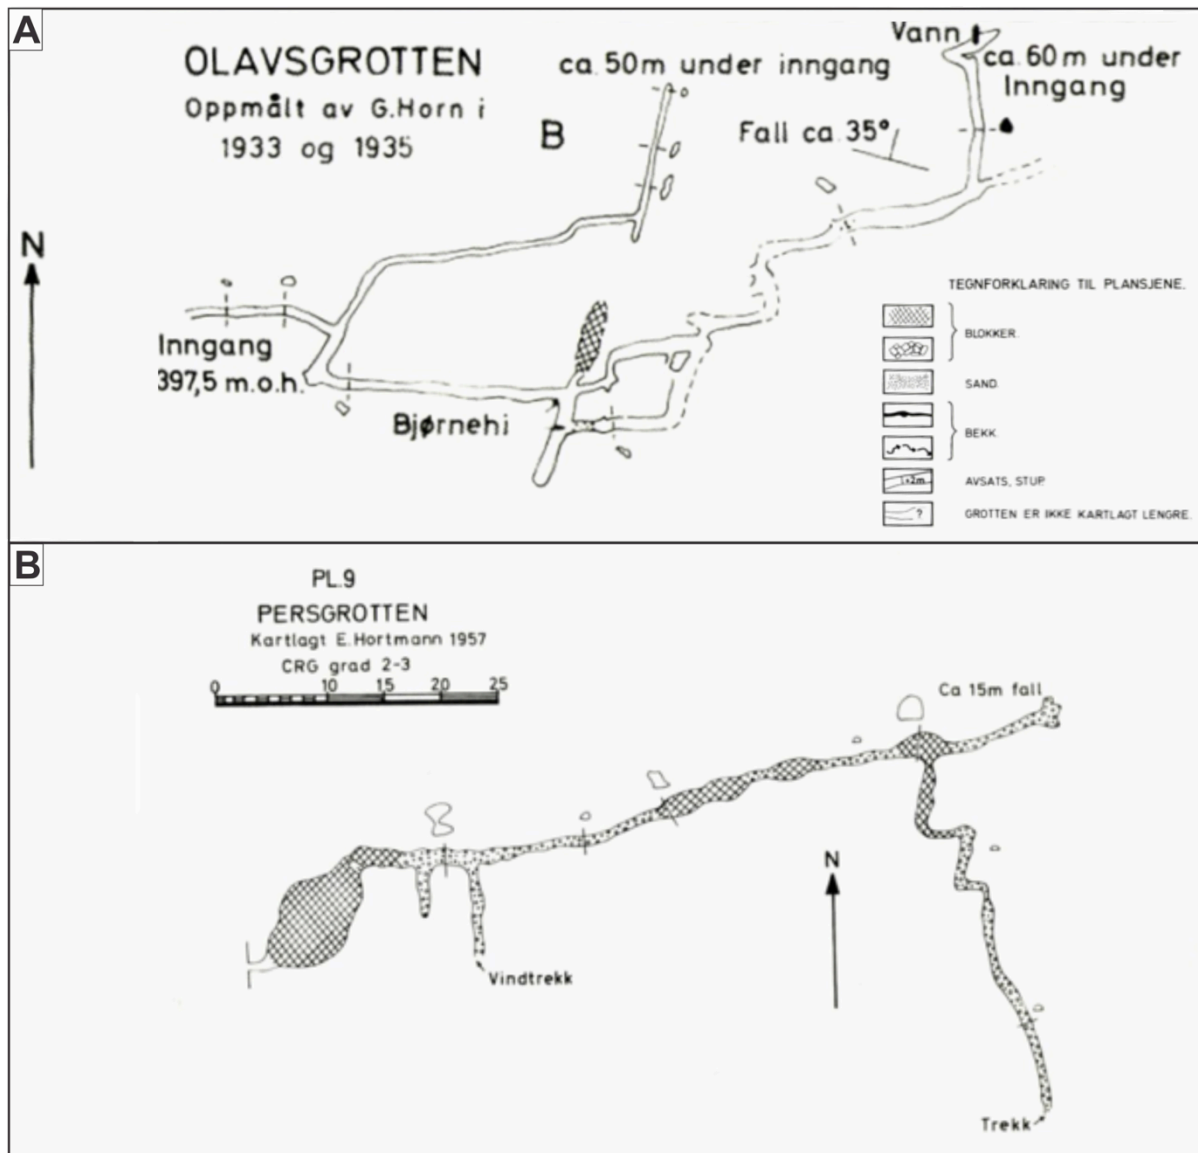 A
OLAVSGROTTEN
Oppmålt av G.Horn i
1933 og 1935
ca. 50m under inngang
B
Vann
ca. 60m under
Inngang
Fall ca. 35°
N
Inngang
397,5 m.o.h.
Bjørnehi
TEGNFORKLARING TIL PLANSJENE.
BLOKKER.
SAND.
BEKK.
+2m
AVSATS, STUP.
?
GROTTEN ER IKKE KARTLAGT LENGRE.
B
PL.9
PERSGROTTEN
Kartlagt E.Hortmann 1957
CRG grad 2-3
0 10 15 20 25
Ca 15m fall
N
Vindtrekk
Trekk